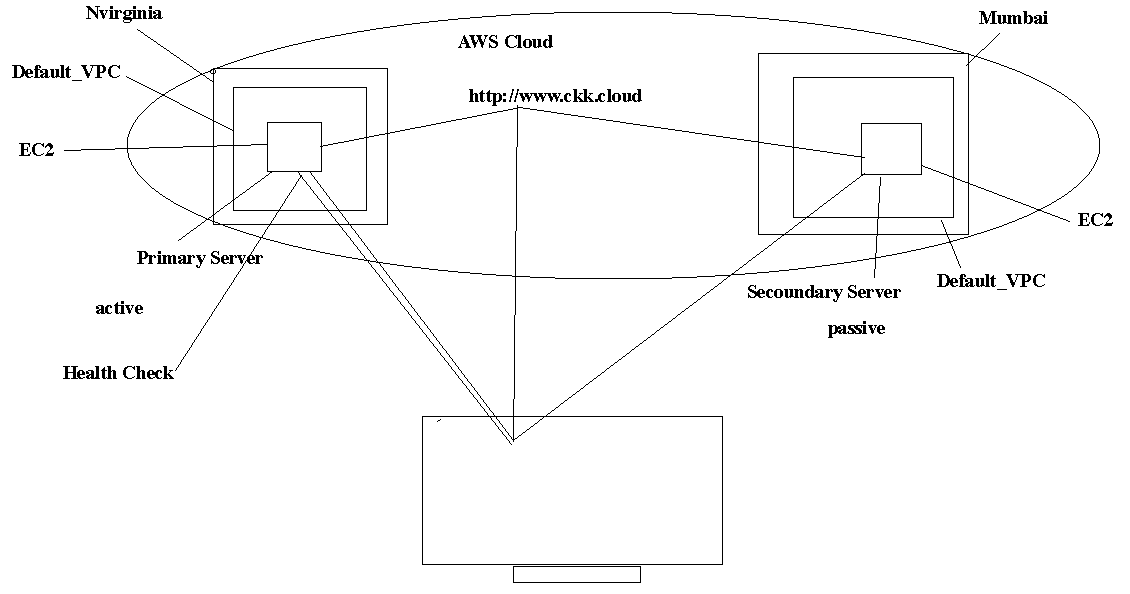 Nvirginia
Mumbai
AWS Cloud
Default_VPC
http://www.ckk.cloud
EC2
EC2
Primary Server
Default_VPC
Secoundary Server
active
passive
Health Check